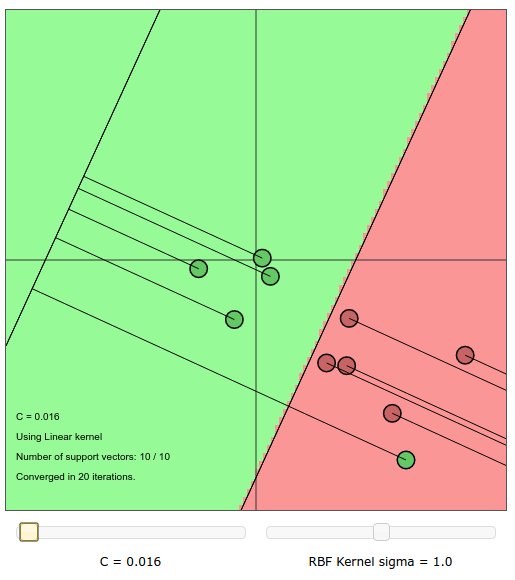 C = 0.016
Using Linear kernel
Number of support vectors: 10 / 10
Converged in 20 iterations.
C = 0.016 RBF Kernel sigma = 1.0